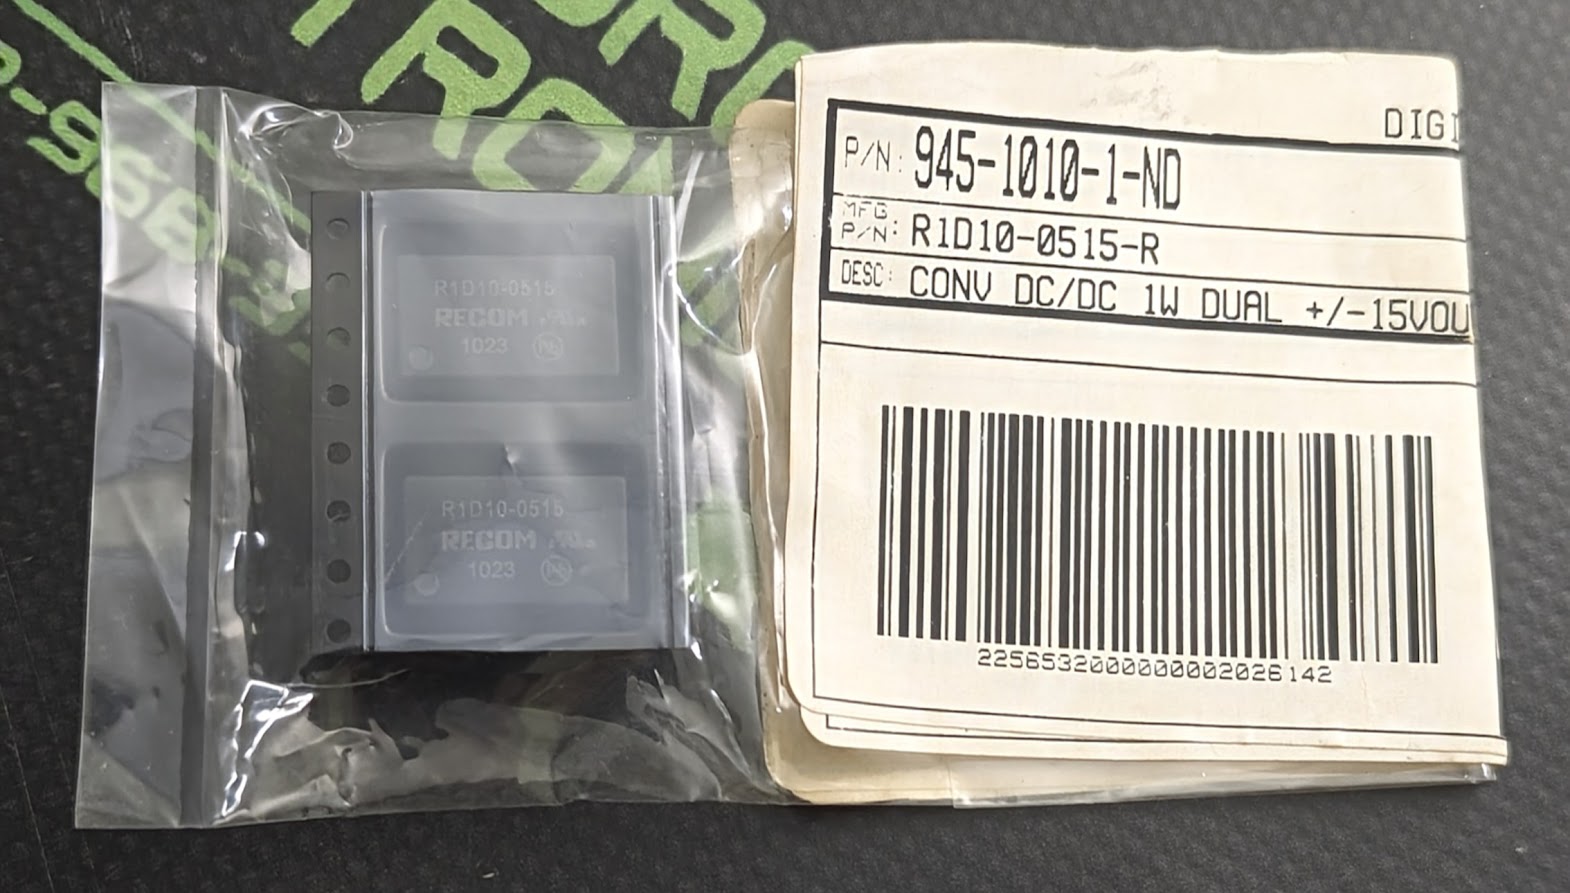 DIGI
P/N: 945-1010-1-ND
MFG
P/N: R1D10-0515-R
DESC: CONV DC/DC 1W DUAL +/-15VOU
2256532000000002026142
R1D10-0515
RECOM
1023
R1D10-0515
RECOM
1023